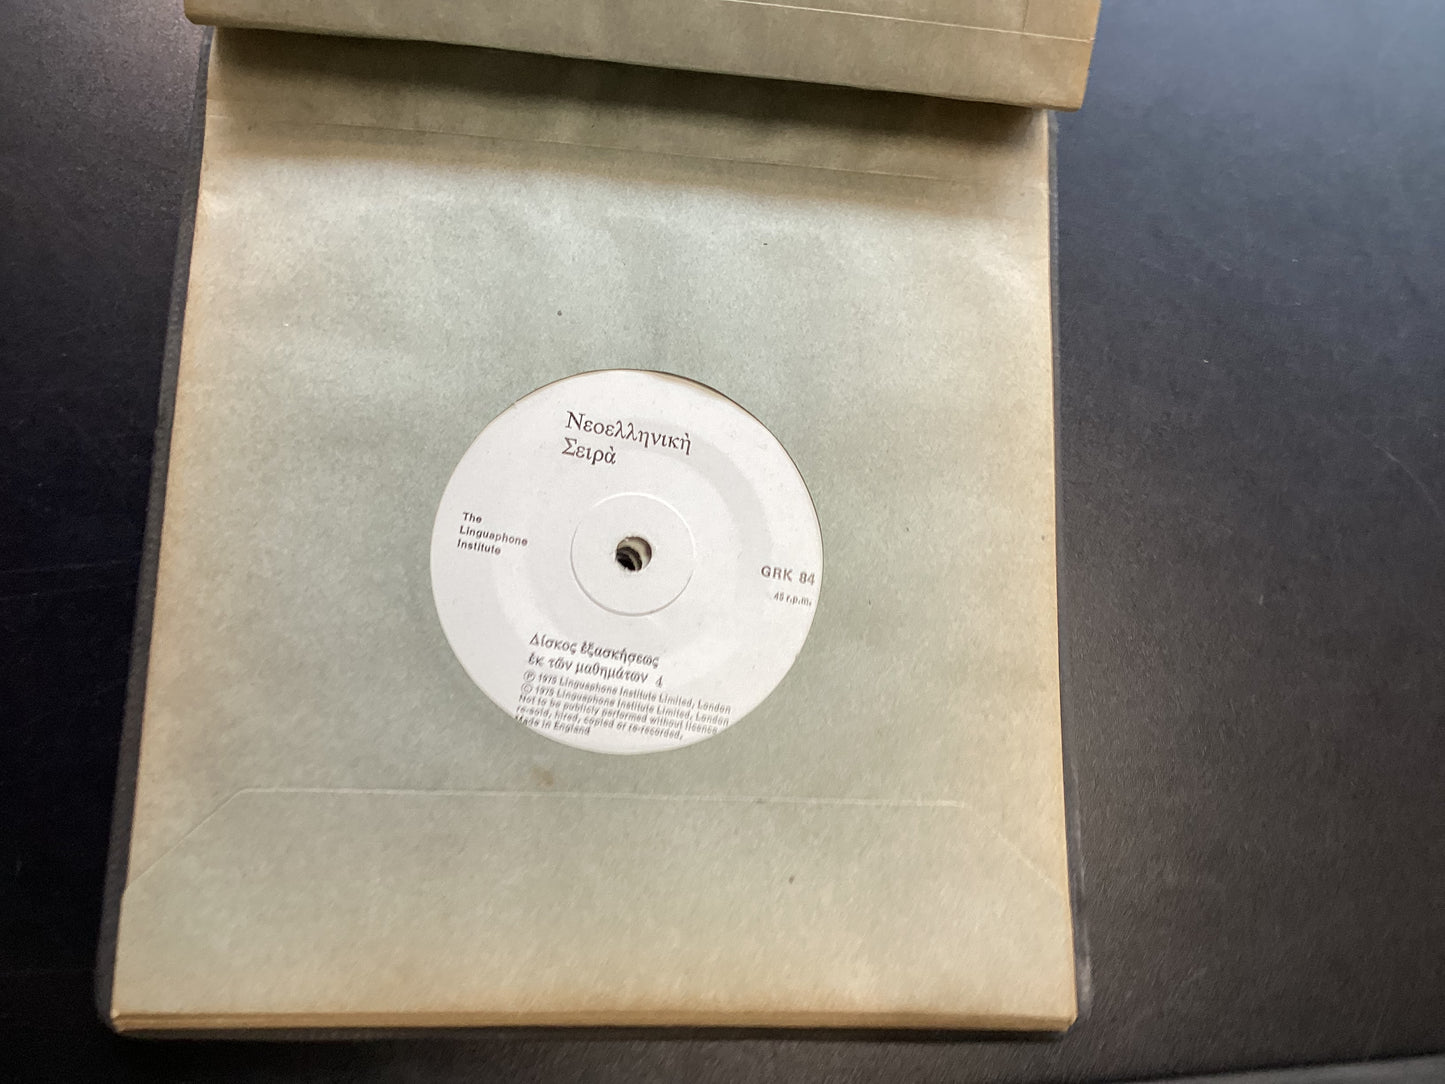 Νεοελληνικὴ
Σειρὰ
The
Linguaphone
Institute
GRK 84
45 r.p.m.
Δίσκος ἐξασκήσεως
ἐκ τῶν μαθημάτων 4
Ⓟ 1975 Linguaphone Institute Limited, London
© 1975 Linguaphone Institute Limited, London
Not to be publicly performed without licence
re-sold, hired, copied or re-recorded.
Made in England